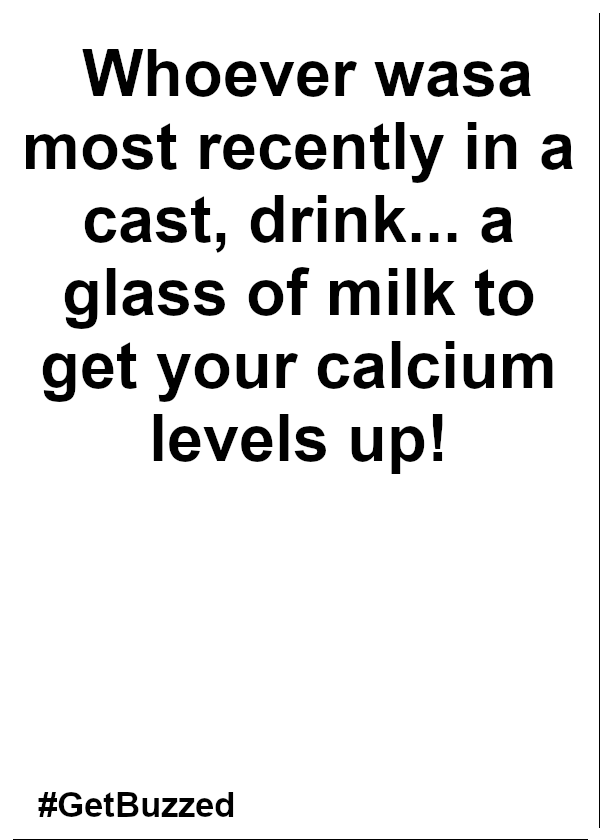 Whoever wasa
most recently in a
cast, drink... a
glass of milk to
get your calcium
levels up!
#GetBuzzed